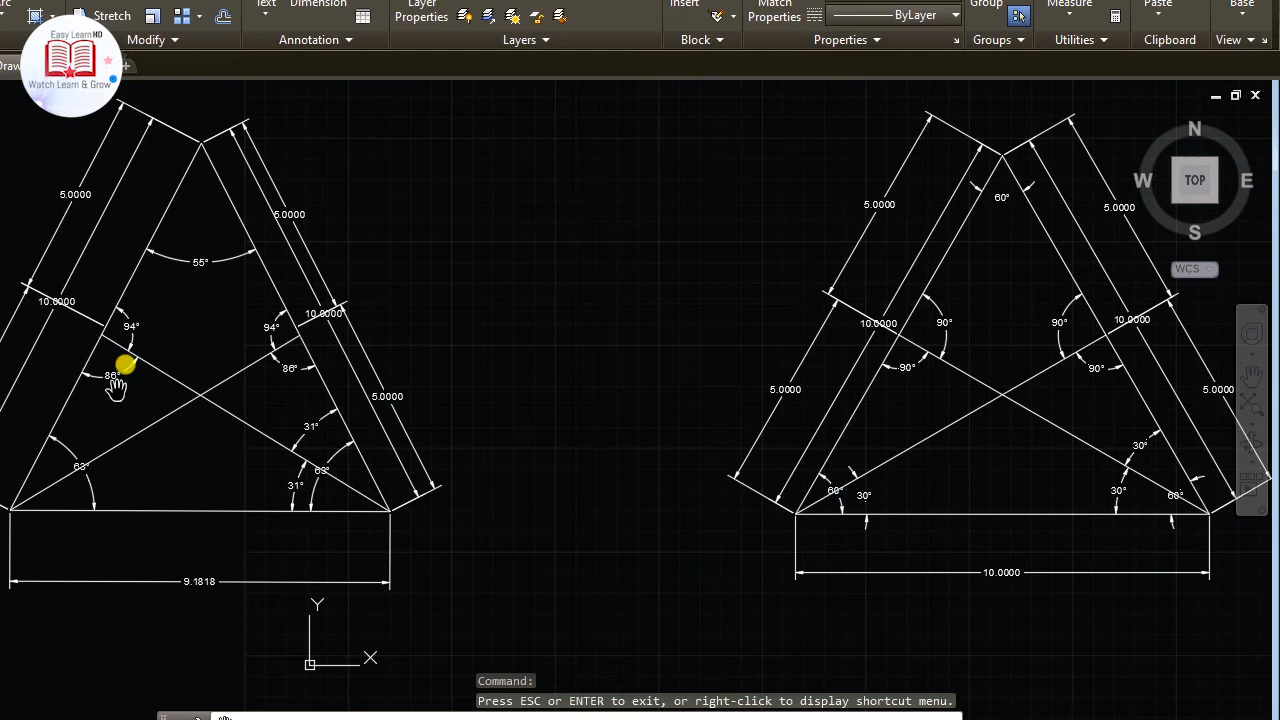 Text
Dimension
Layer
Insert
Match
Group
Measure
Paste
Base
Stretch
Properties
Properties
ByLayer
Modify
Annotation
Layers
Block
Properties
Groups
Utilities
Clipboard
View
Easy Learn HD
Watch Learn & Grow
Draw
+
N
W
TOP
E
S
WCS
5.0000
5.0000
55°
10.0000
10.0000
94°
94°
86°
86°
5.0000
31°
63°
63°
31°
9.1818
60°
5.0000
5.0000
10.0000
10.0000
90°
90°
90°
90°
5.0000
5.0000
30°
60°
30°
30°
60°
10.0000
Y
X
Command:
Press ESC or ENTER to exit, or right-click to display shortcut menu.